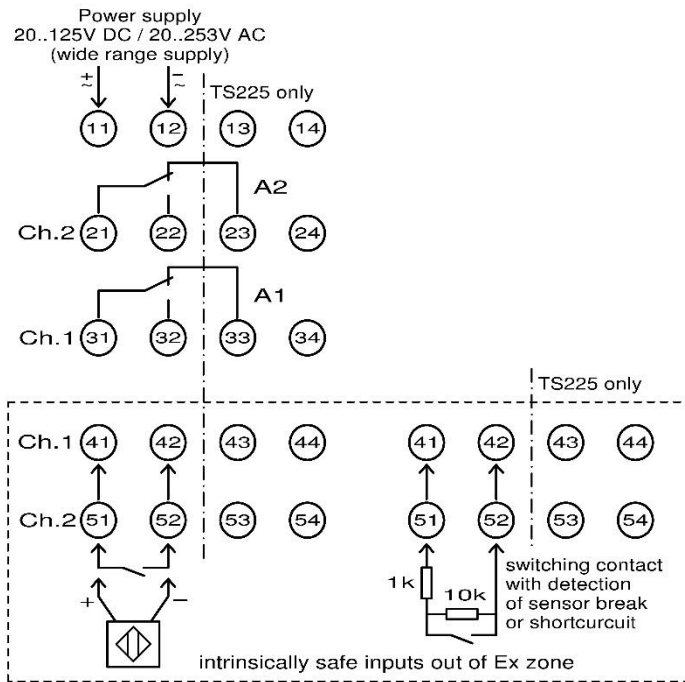 Power supply
20..125V DC / 20..253V AC
(wide range supply)
± ~ − ~
TS225 only
11 12 13 14
A2
Ch.2 21 22 23 24
A1
Ch.1 31 32 33 34
TS225 only
Ch.1 41 42 43 44 41 42 43 44
Ch.2 51 52 53 54 51 52 53 54
+ −
1k
10k
switching contact
with detection
of sensor break
or shortcurcuit
intrinsically safe inputs out of Ex zone